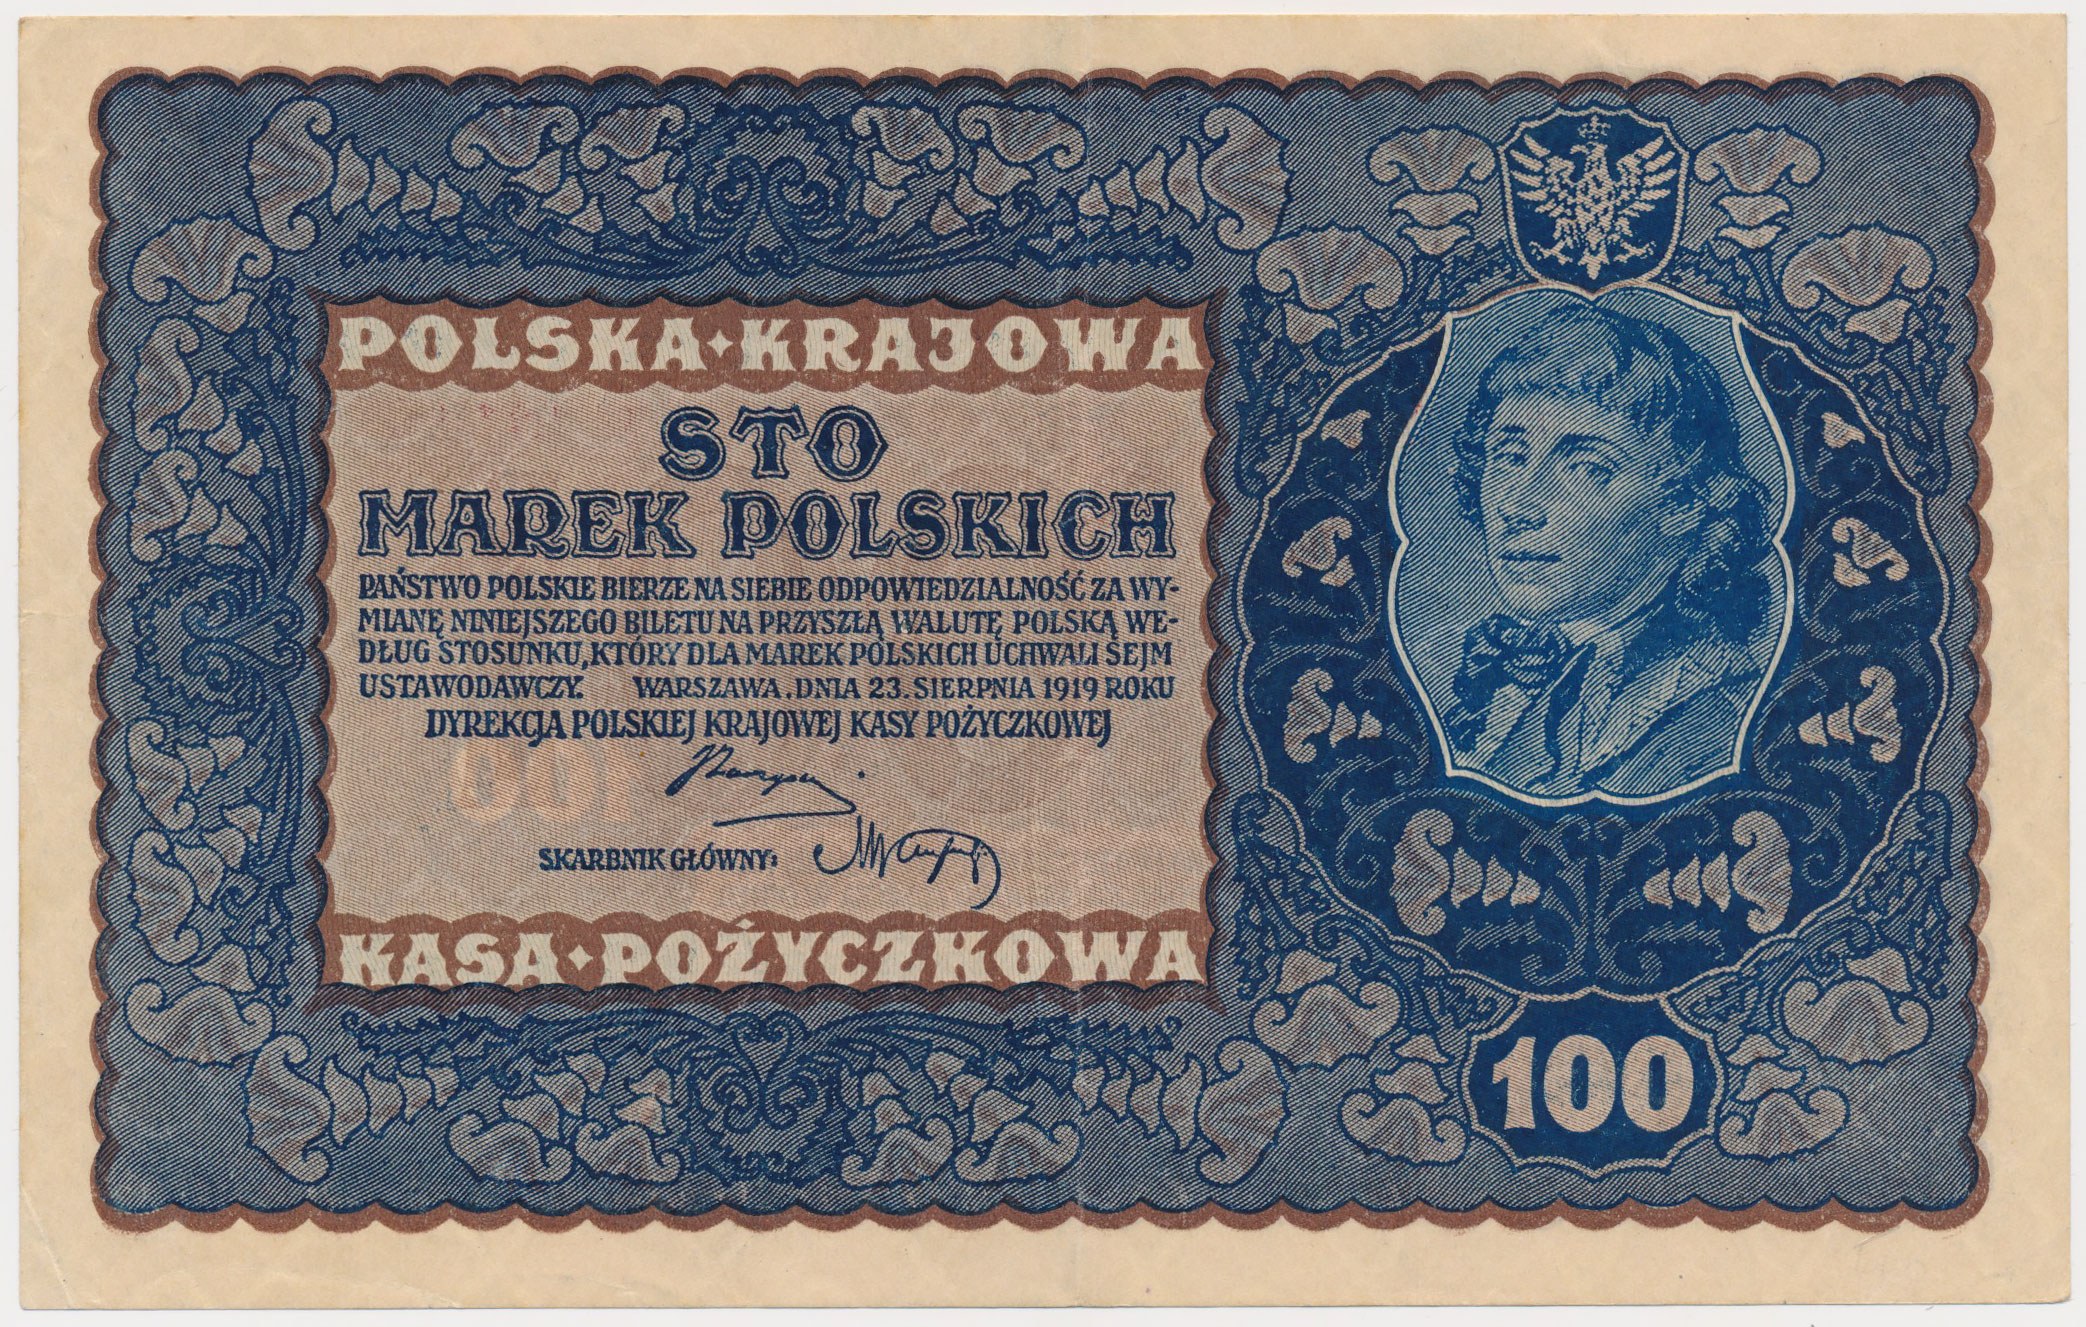 POLSKA KRAJOWA
STO
MAREK POLSKICH
PAŃSTWO POLSKIE BIERZE NA SIEBIE ODPOWIEDZIALNOŚĆ ZA WY-
MIANĘ NINIEJSZEGO BILETU NA PRZYSZŁĄ WALUTĘ POLSKĄ WE-
DŁUG STOSUNKU, KTÓRY DLA MAREK POLSKICH UCHWALI SEJM
USTAWODAWCZY. WARSZAWA. DNIA 23. SIERPNIA 1919 ROKU
DYREKCJA POLSKIEJ KRAJOWEJ KASY POŻYCZKOWEJ
SKARBNIK GŁÓWNY:
KASA POŻYCZKOWA
100